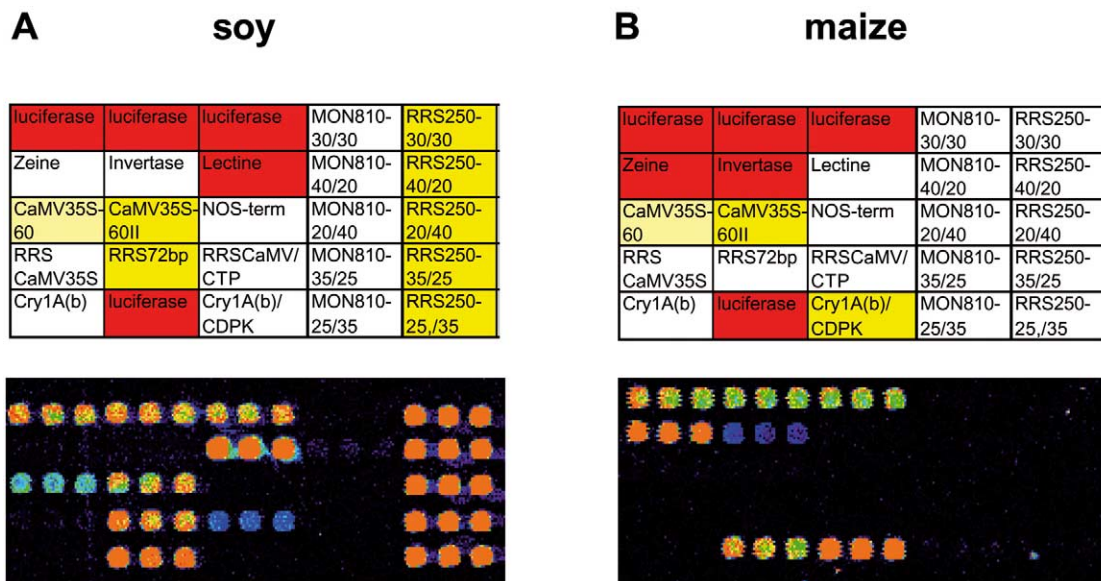 A soy
B maize
luciferase luciferase luciferase MON810- RRS250-
30/30 30/30
Zeine Invertase Lectine MON810- RRS250-
40/20 40/20
CaMV35S- CaMV35S- NOS-term MON810- RRS250-
60 60II 20/40 20/40
RRS RRS72bp RRSCaMV/ MON810- RRS250-
CaMV35S CTP 35/25 35/25
Cry1A(b) luciferase Cry1A(b)/ MON810- RRS250-
CDPK 25/35 25,/35
luciferase luciferase luciferase MON810- RRS250-
30/30 30/30
Zeine Invertase Lectine MON810- RRS250-
40/20 40/20
CaMV35S- CaMV35S- NOS-term MON810- RRS250-
60 60II 20/40 20/40
RRS RRS72bp RRSCaMV/ MON810- RRS250-
CaMV35S CTP 35/25 35/25
Cry1A(b) luciferase Cry1A(b)/ MON810- RRS250-
CDPK 25/35 25,/35